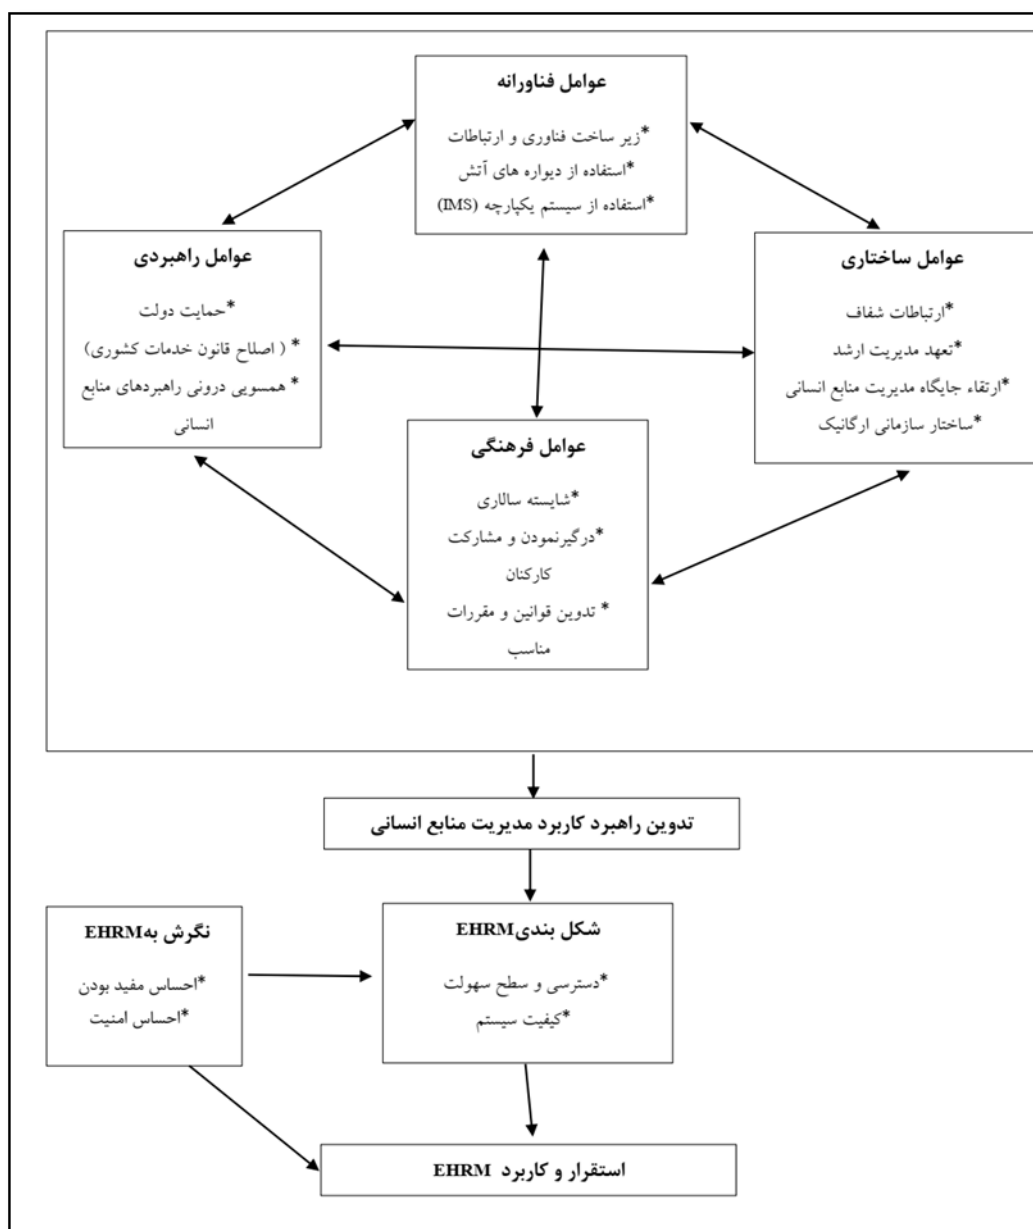 عوامل فناورانه
*زیر ساخت فناوری و ارتباطات
*استفاده از دیواره های آتش
*استفاده از سیستم یکپارچه (IMS)
عوامل ساختاری
*ارتباطات شفاف
*تعهد مدیریت ارشد
*ارتقاء جایگاه مدیریت منابع انسانی
*ساختار سازمانی ارگانیک
عوامل راهبردی
*حمایت دولت
* ( اصلاح قانون خدمات کشوری)
* همسویی درونی راهبردهای منابع
انسانی
عوامل فرهنگی
*شایسته سالاری
*درگیرنمودن و مشارکت
کارکنان
* تدوین قوانین و مقررات
مناسب
تدوین راهبرد کاربرد مدیریت منابع انسانی
شکل بندیEHRM
*دسترسی و سطح سهولت
*کیفیت سیستم
نگرش بهEHRM
*احساس مفید بودن
*احساس امنیت
استقرار و کاربرد EHRM